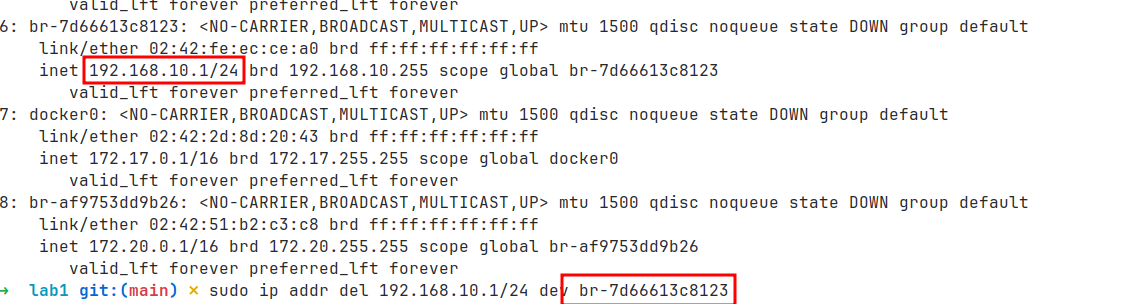 valid_lft forever preferred_lft forever
6: br-7d66613c8123: <NO-CARRIER,BROADCAST,MULTICAST,UP> mtu 1500 qdisc noqueue state DOWN group default
link/ether 02:42:fe:ec:ce:a0 brd ff:ff:ff:ff:ff:ff
inet 192.168.10.1/24 brd 192.168.10.255 scope global br-7d66613c8123
valid_lft forever preferred_lft forever
7: docker0: <NO-CARRIER,BROADCAST,MULTICAST,UP> mtu 1500 qdisc noqueue state DOWN group default
link/ether 02:42:2d:8d:20:43 brd ff:ff:ff:ff:ff:ff
inet 172.17.0.1/16 brd 172.17.255.255 scope global docker0
valid_lft forever preferred_lft forever
8: br-af9753dd9b26: <NO-CARRIER,BROADCAST,MULTICAST,UP> mtu 1500 qdisc noqueue state DOWN group default
link/ether 02:42:51:b2:c3:c8 brd ff:ff:ff:ff:ff:ff
inet 172.20.0.1/16 brd 172.20.255.255 scope global br-af9753dd9b26
valid_lft forever preferred_lft forever
→ lab1 git:(main) ✗ sudo ip addr del 192.168.10.1/24 dev br-7d66613c8123